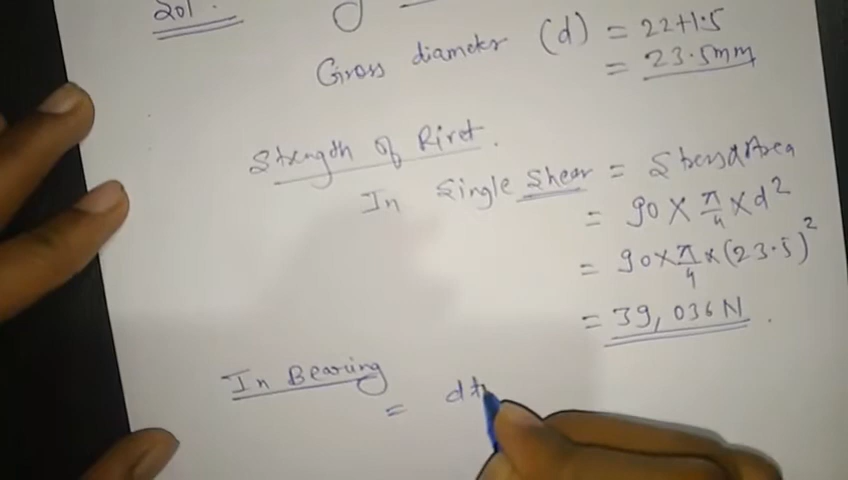 Sol.
Gross diameter (d) = 22+1.5
= 23.5mm
Strength of Rivet.
In Single Shear = Stress x Area
= 90 x π/4 x d²
= 90 x π/4 x (23.5)²
= 39,036 N.
In Bearing
= dt